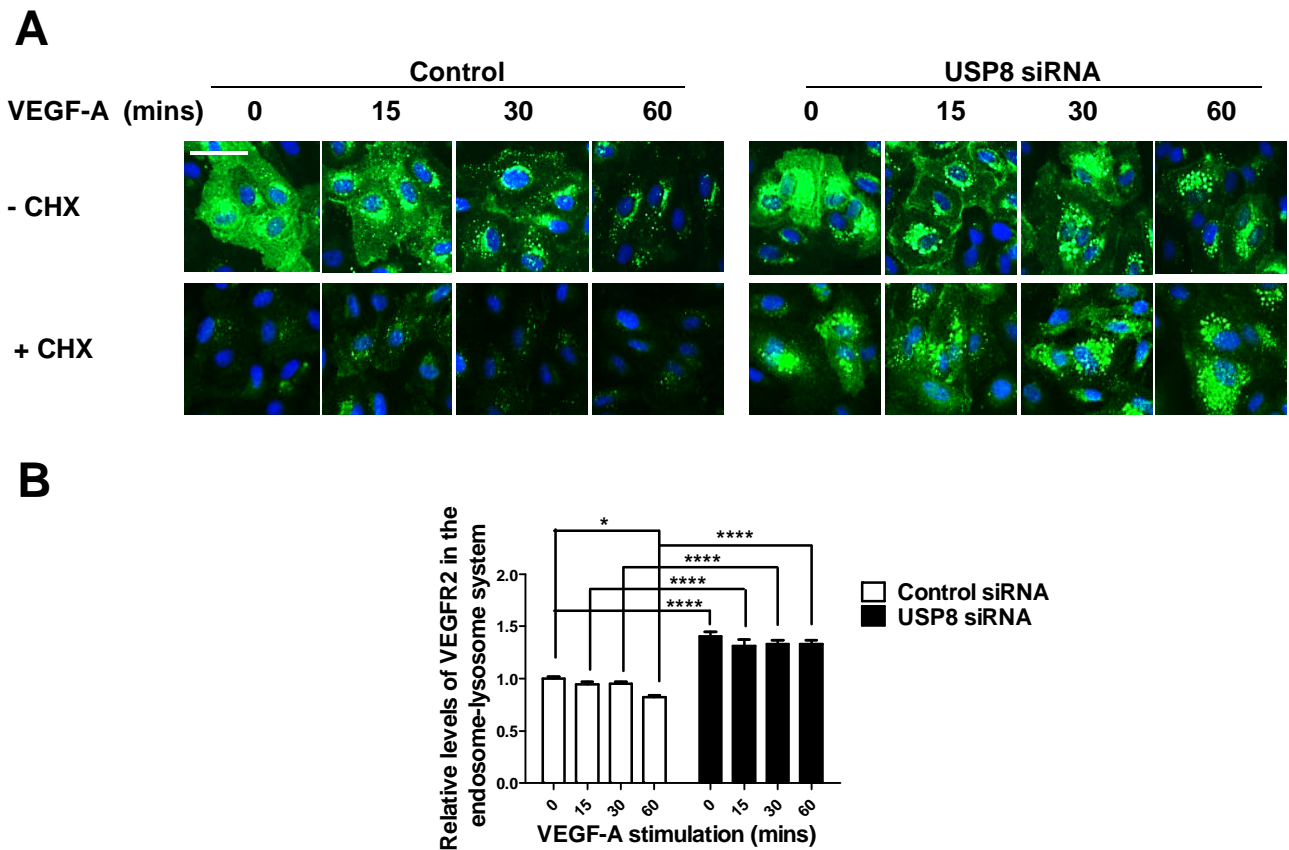 A
Control
USP8 siRNA
VEGF-A (mins) 0 15 30 60 0 15 30 60
- CHX
+ CHX
B
Relative levels of VEGFR2 in the
endosome-lysosome system
2.0
1.5
1.0
0.5
0.0
*
****
****
****
****
0 15 30 60 0 15 30 60
VEGF-A stimulation (mins)
Control siRNA
USP8 siRNA